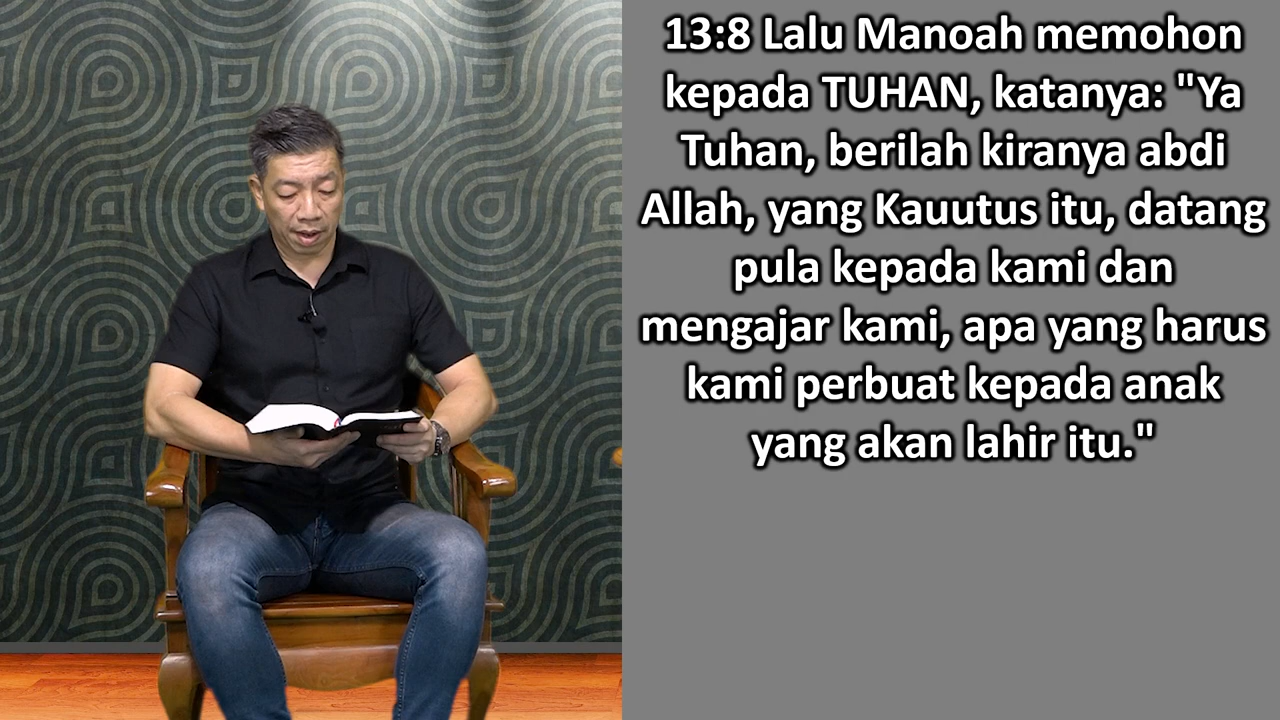 13:8 Lalu Manoah memohon
kepada TUHAN, katanya: "Ya
Tuhan, berilah kiranya abdi
Allah, yang Kauutus itu, datang
pula kepada kami dan
mengajar kami, apa yang harus
kami perbuat kepada anak
yang akan lahir itu."